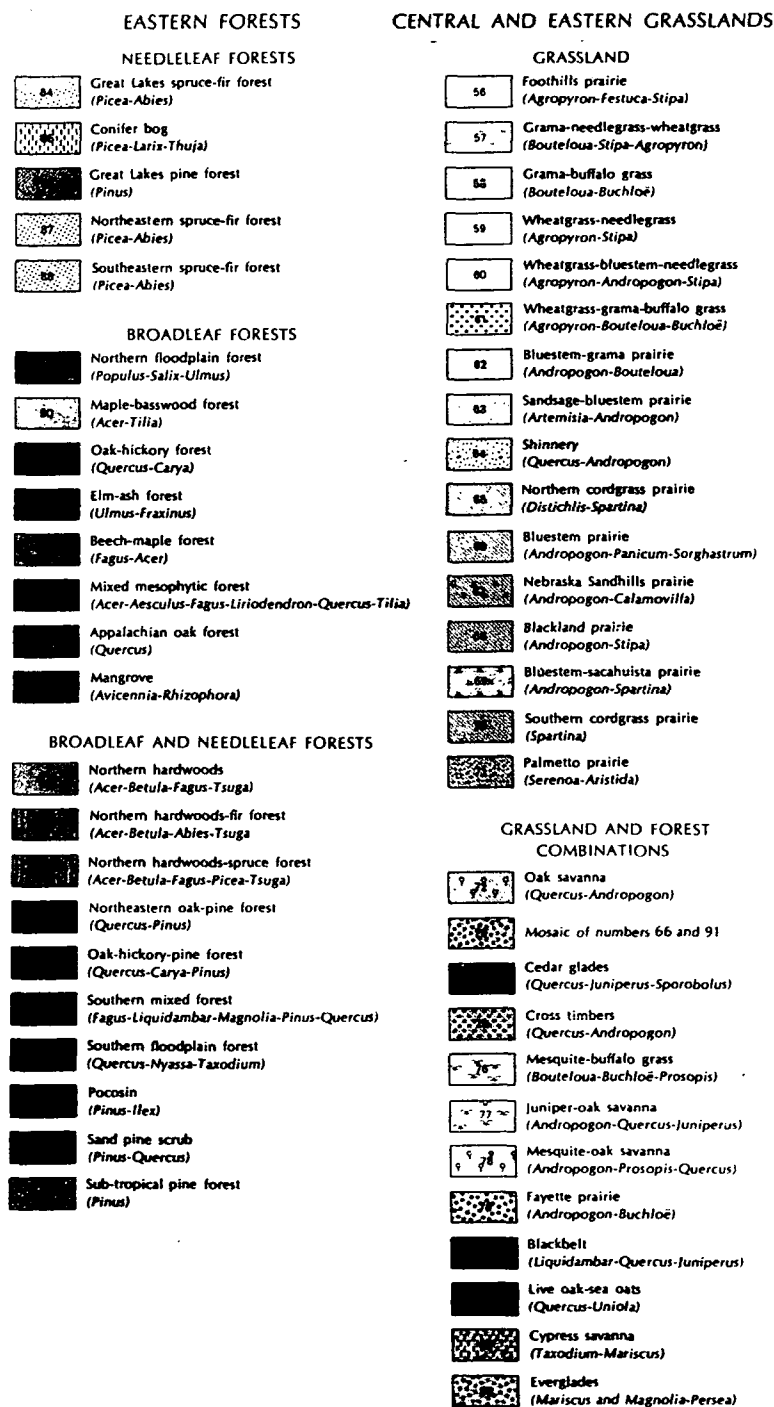 EASTERN FORESTS
NEEDLELEAF FORESTS
84
Great Lakes spruce-fir forest
(Picea-Abies)
Conifer bog
(Picea-Larix-Thuja)
Great Lakes pine forest
(Pinus)
87
Northeastern spruce-fir forest
(Picea-Abies)
88
Southeastern spruce-fir forest
(Picea-Abies)
BROADLEAF FORESTS
Northern floodplain forest
(Populus-Salix-Ulmus)
90
Maple-basswood forest
(Acer-Tilia)
Oak-hickory forest
(Quercus-Carya)
Elm-ash forest
(Ulmus-Fraxinus)
Beech-maple forest
(Fagus-Acer)
Mixed mesophytic forest
(Acer-Aesculus-Fagus-Liriodendron-Quercus-Tilia)
Appalachian oak forest
(Quercus)
Mangrove
(Avicennia-Rhizophora)
BROADLEAF AND NEEDLELEAF FORESTS
Northern hardwoods
(Acer-Betula-Fagus-Tsuga)
Northern hardwoods-fir forest
(Acer-Betula-Abies-Tsuga
Northern hardwoods-spruce forest
(Acer-Betula-Fagus-Picea-Tsuga)
Northeastern oak-pine forest
(Quercus-Pinus)
Oak-hickory-pine forest
(Quercus-Carya-Pinus)
Southern mixed forest
(Fagus-Liquidambar-Magnolia-Pinus-Quercus)
Southern floodplain forest
(Quercus-Nyassa-Taxodium)
Pocosin
(Pinus-Ilex)
Sand pine scrub
(Pinus-Quercus)
Sub-tropical pine forest
(Pinus)
CENTRAL AND EASTERN GRASSLANDS
GRASSLAND
56
Foothills prairie
(Agropyron-Festuca-Stipa)
57
Grama-needlegrass-wheatgrass
(Bouteloua-Stipa-Agropyron)
58
Grama-buffalo grass
(Bouteloua-Buchloë)
59
Wheatgrass-needlegrass
(Agropyron-Stipa)
60
Wheatgrass-bluestem-needlegrass
(Agropyron-Andropogon-Stipa)
61
Wheatgrass-grama-buffalo grass
(Agropyron-Bouteloua-Buchloë)
62
Bluestem-grama prairie
(Andropogon-Bouteloua)
63
Sandsage-bluestem prairie
(Artemisia-Andropogon)
64
Shinnery
(Quercus-Andropogon)
65
Northern cordgrass prairie
(Distichlis-Spartina)
Bluestem prairie
(Andropogon-Panicum-Sorghastrum)
Nebraska Sandhills prairie
(Andropogon-Calamovilfa)
Blackland prairie
(Andropogon-Stipa)
69
Bluestem-sacahuista prairie
(Andropogon-Spartina)
Southern cordgrass prairie
(Spartina)
Palmetto prairie
(Serenoa-Aristida)
GRASSLAND AND FOREST
COMBINATIONS
Oak savanna
(Quercus-Andropogon)
Mosaic of numbers 66 and 91
Cedar glades
(Quercus-Juniperus-Sporobolus)
Cross timbers
(Quercus-Andropogon)
76
Mesquite-buffalo grass
(Bouteloua-Buchloë-Prosopis)
77
Juniper-oak savanna
(Andropogon-Quercus-Juniperus)
78
Mesquite-oak savanna
(Andropogon-Prosopis-Quercus)
Fayette prairie
(Andropogon-Buchloë)
Blackbelt
(Liquidambar-Quercus-Juniperus)
Live oak-sea oats
(Quercus-Uniola)
Cypress savanna
(Taxodium-Mariscus)
Everglades
(Mariscus and Magnolia-Persea)